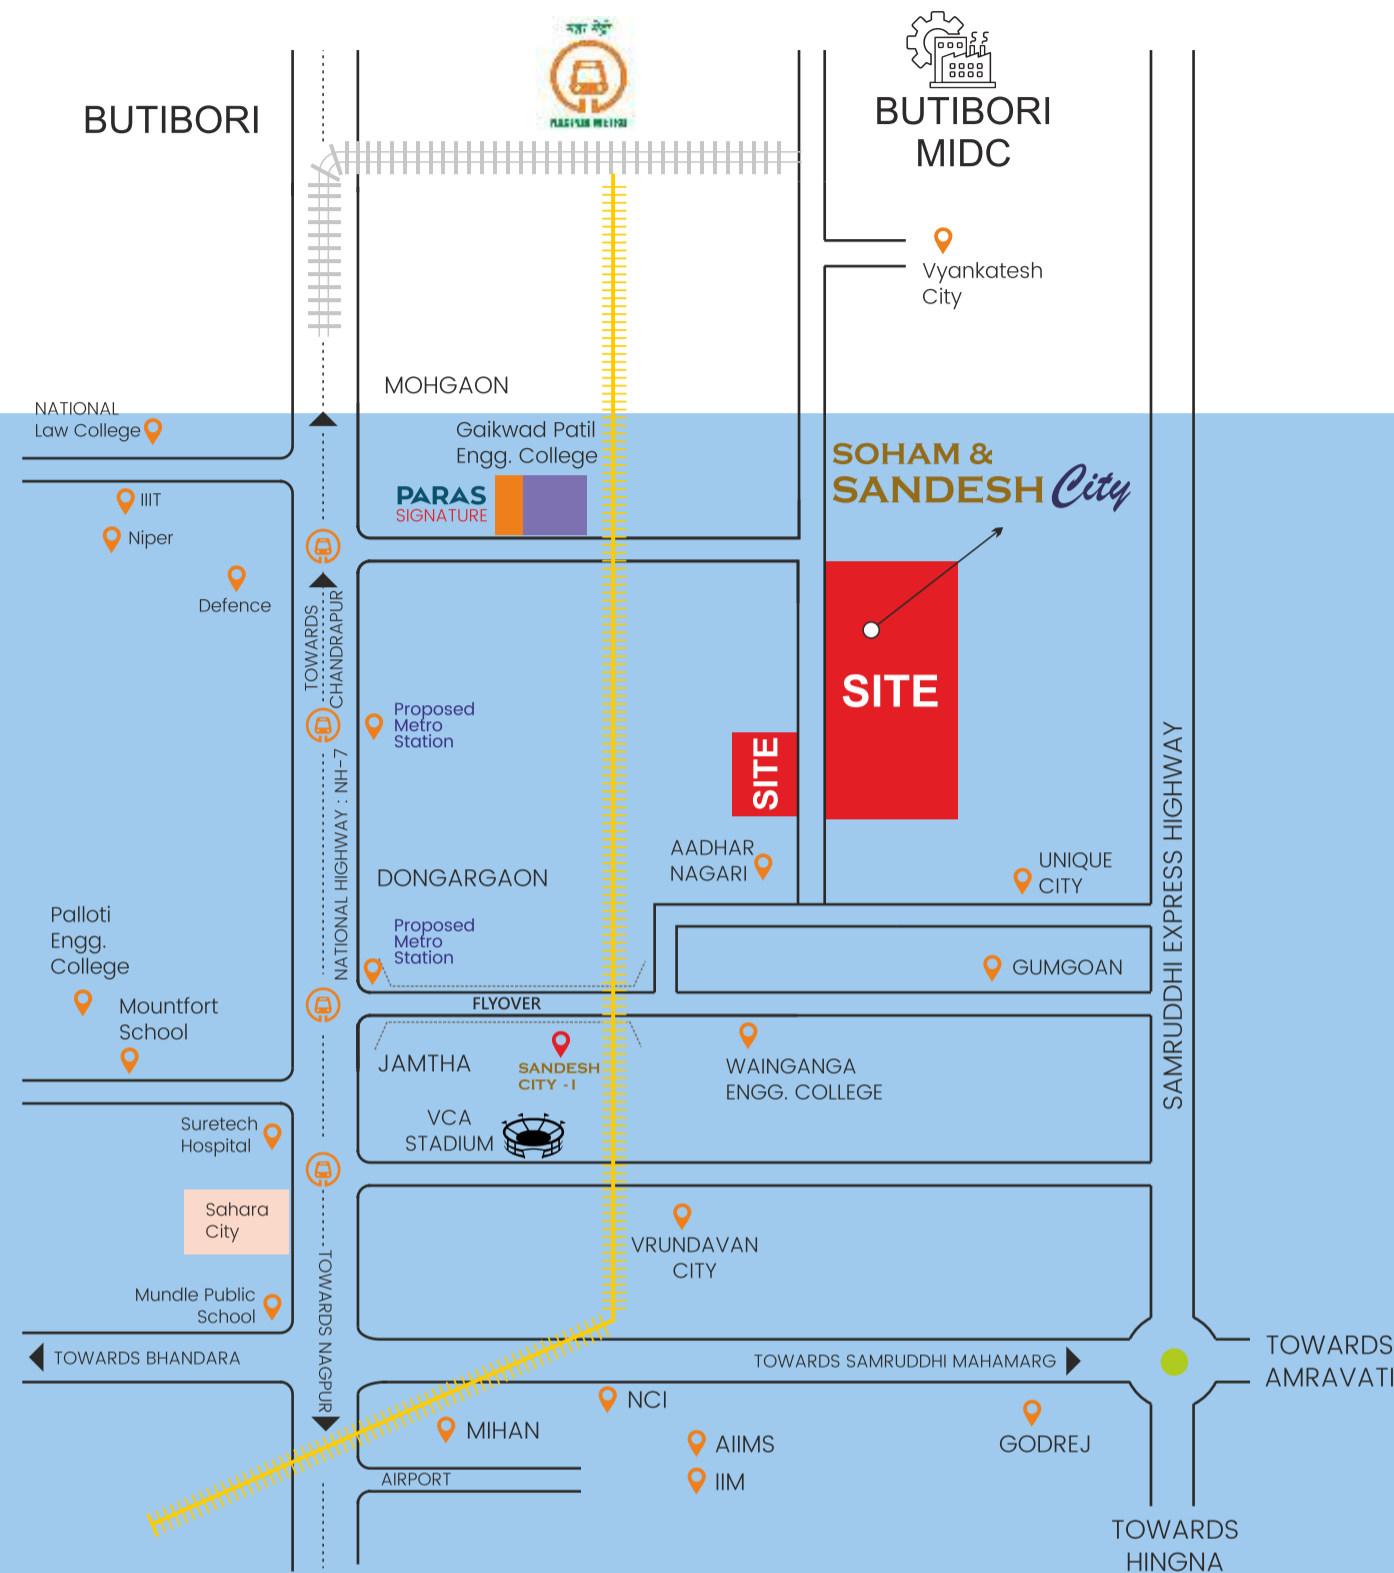 महा मेट्रो
NAGPUR METRO
BUTIBORI
BUTIBORI
MIDC
Vyankatesh
City
MOHGAON
NATIONAL
Law College
Gaikwad Patil
Engg. College
PARAS
SIGNATURE
SOHAM &
SANDESH City
IIIT
Niper
Defence
TOWARDS
CHANDRAPUR
SITE
Proposed
Metro
Station
SITE
NATIONAL HIGHWAY : NH-7
SAMRUDDHI EXPRESS HIGHWAY
AADHAR
NAGARI
UNIQUE
CITY
DONGARGAON
Palloti
Engg.
College
Proposed
Metro
Station
GUMGOAN
FLYOVER
Mountfort
School
JAMTHA
SANDESH
CITY - I
WAINGANGA
ENGG. COLLEGE
VCA
STADIUM
Suretech
Hospital
Sahara
City
VRUNDAVAN
CITY
TOWARDS NAGPUR
Mundle Public
School
TOWARDS BHANDARA
TOWARDS SAMRUDDHI MAHAMARG
TOWARDS
AMRAVATI
NCI
MIHAN
AIIMS
GODREJ
AIRPORT
IIM
TOWARDS
HINGNA